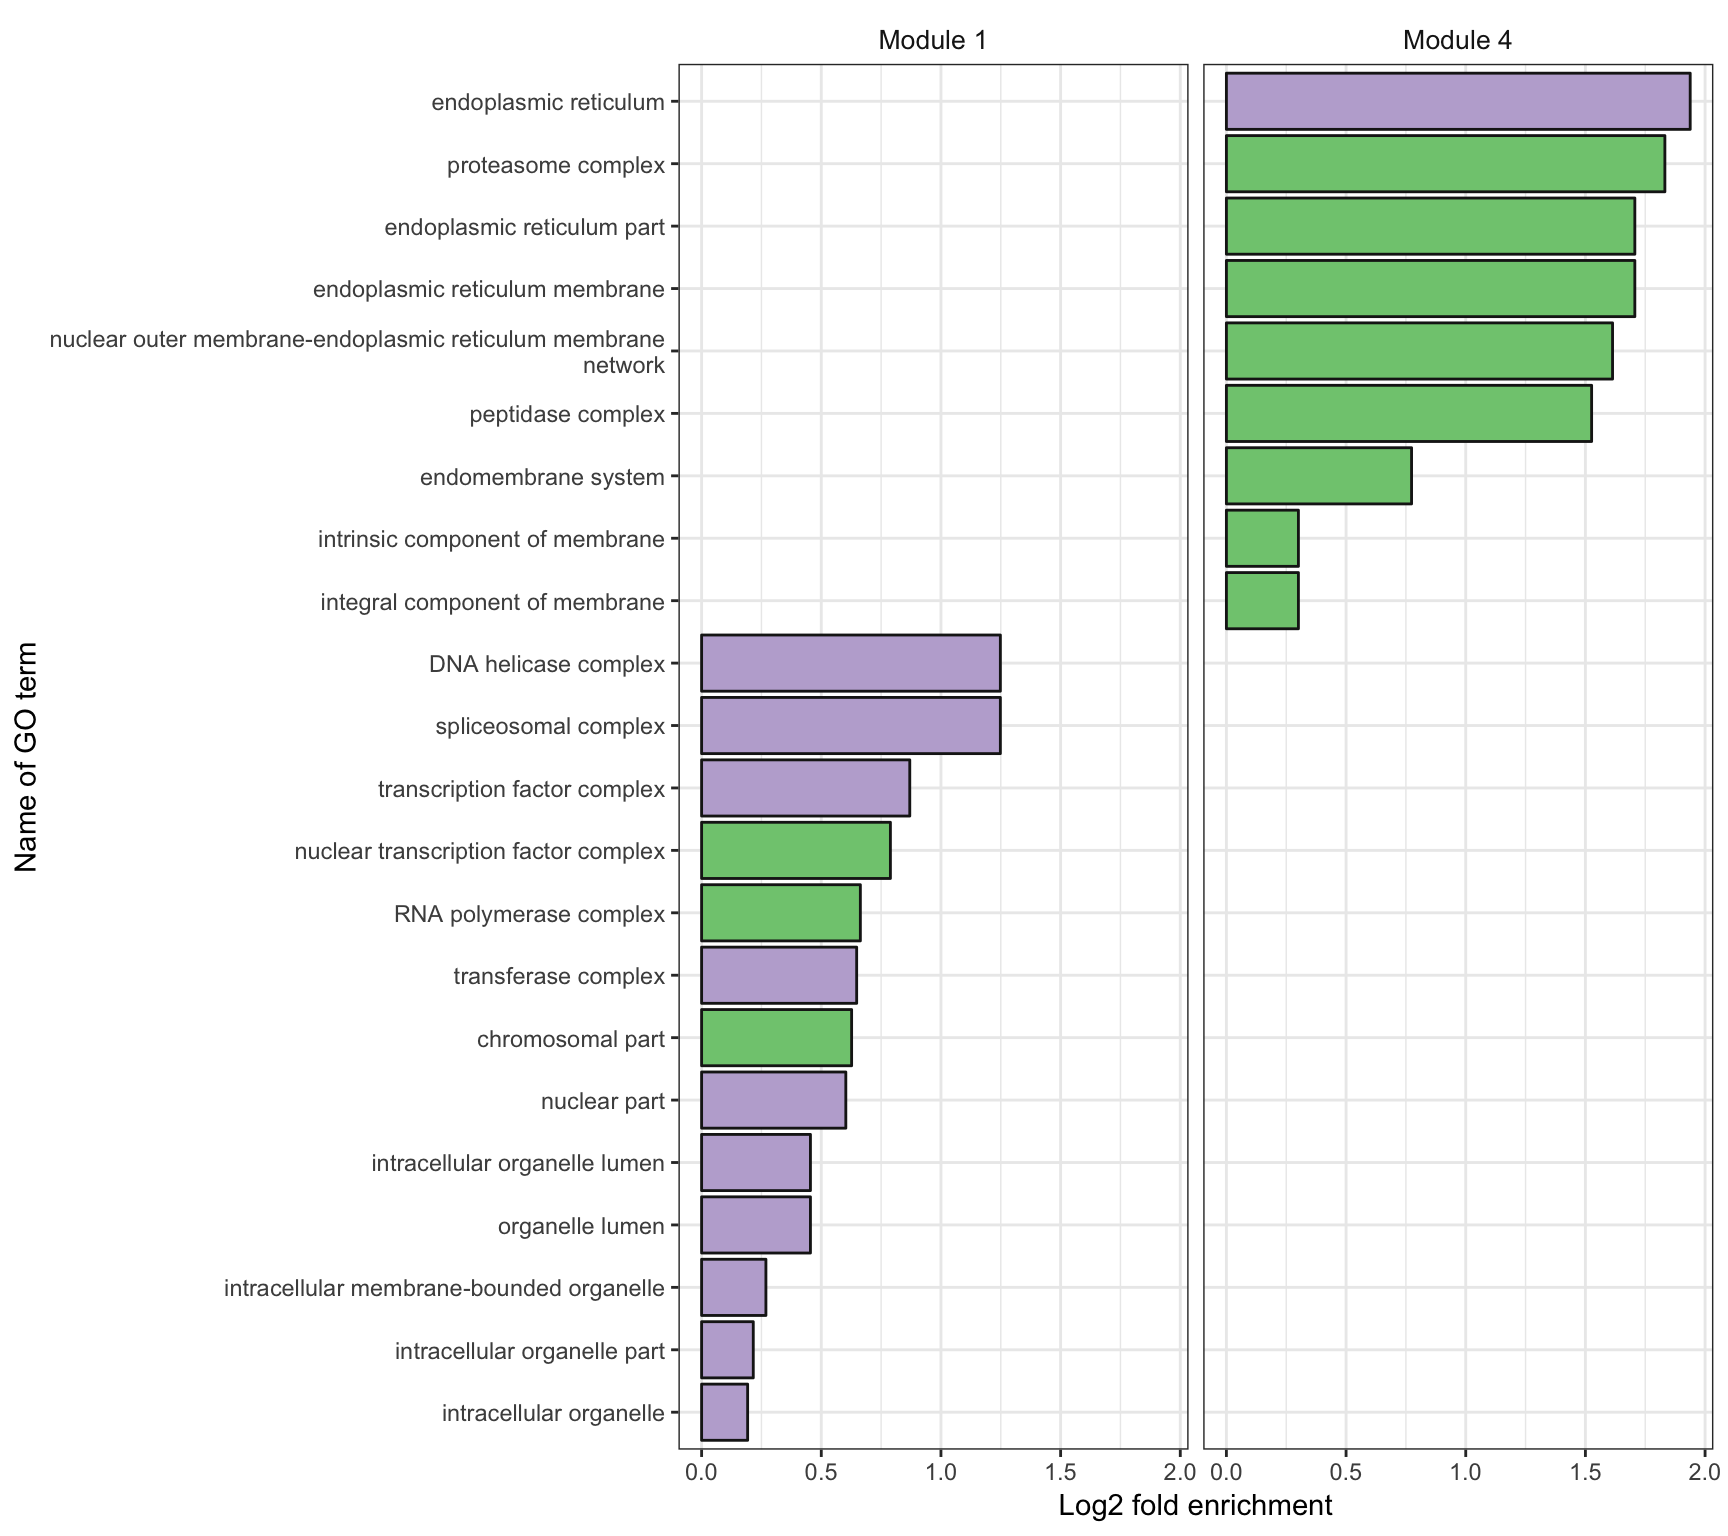 Module 1
Module 4
endoplasmic reticulum
proteasome complex
endoplasmic reticulum part
endoplasmic reticulum membrane
nuclear outer membrane-endoplasmic reticulum membrane
network
peptidase complex
endomembrane system
intrinsic component of membrane
integral component of membrane
DNA helicase complex
spliceosomal complex
transcription factor complex
nuclear transcription factor complex
RNA polymerase complex
transferase complex
chromosomal part
nuclear part
intracellular organelle lumen
organelle lumen
intracellular membrane-bounded organelle
intracellular organelle part
intracellular organelle
Name of GO term
0.0 0.5 1.0 1.5 2.0
0.0 0.5 1.0 1.5 2.0
Log2 fold enrichment